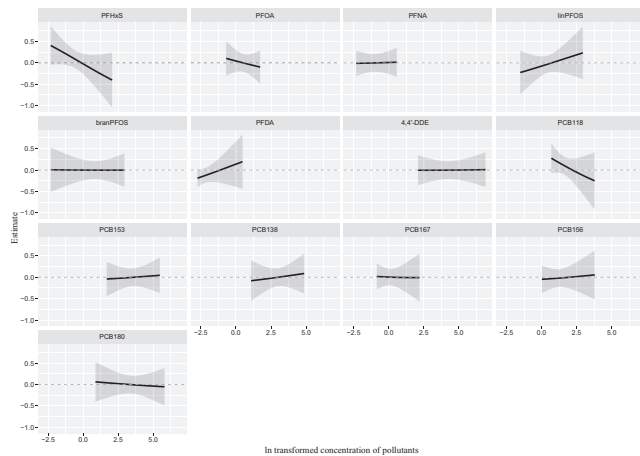 PFHxS PFOA PFNA linPFOS
0.5
0.0
−0.5
−1.0
branPFOS PFDA 4,4'-DDE PCB118
0.5
0.0
−0.5
−1.0
Estimate
PCB153 PCB138 PCB167 PCB156
0.5
0.0
−0.5
−1.0
−2.5 0.0 2.5 5.0 −2.5 0.0 2.5 5.0 −2.5 0.0 2.5 5.0
PCB180
0.5
0.0
−0.5
−1.0
−2.5 0.0 2.5 5.0
ln transformed concentration of pollutants